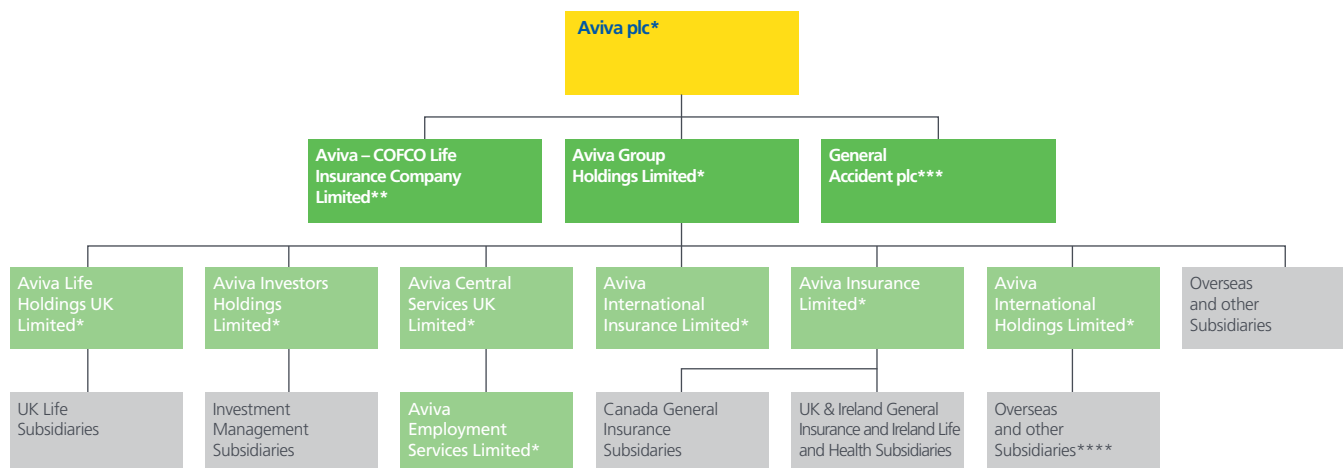 Aviva plc*
Aviva – COFCO Life
Insurance Company
Limited**
Aviva Group
Holdings Limited*
General
Accident plc***
Aviva Life
Holdings UK
Limited*
Aviva Investors
Holdings
Limited*
Aviva Central
Services UK
Limited*
Aviva
International
Insurance Limited*
Aviva Insurance
Limited*
Aviva
International
Holdings Limited*
Overseas
and other
Subsidiaries
UK Life
Subsidiaries
Investment
Management
Subsidiaries
Aviva
Employment
Services Limited*
Canada General
Insurance
Subsidaries
UK & Ireland General
Insurance and Ireland Life
and Health Subsidiaries
Overseas
and other
Subsidiaries****